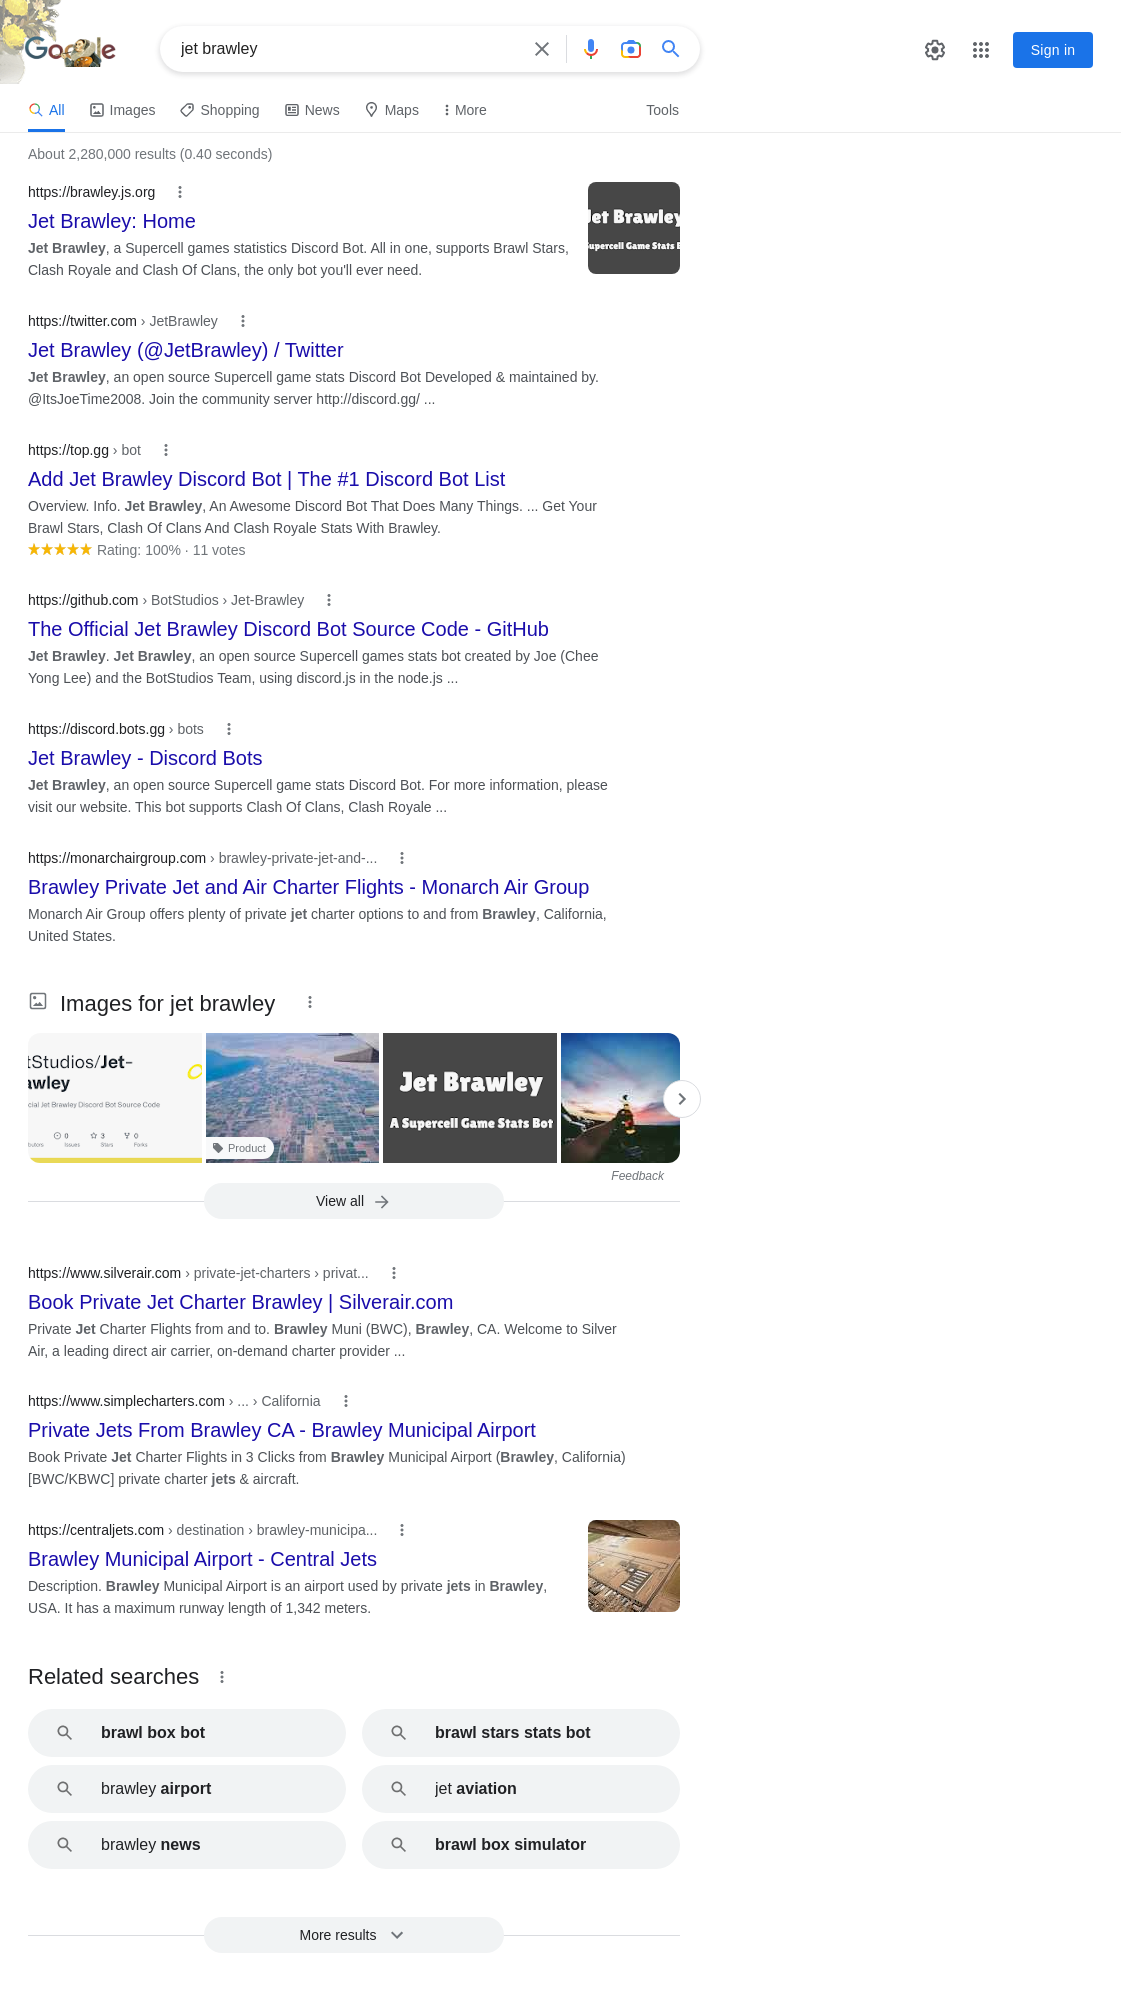 Google
jet brawley
Sign in
All
Images
Shopping
News
Maps
More
Tools
About 2,280,000 results (0.40 seconds)
https://brawley.js.org
Jet Brawley: Home
Jet Brawley, a Supercell games statistics Discord Bot. All in one, supports Brawl Stars,
Clash Royale and Clash Of Clans, the only bot you'll ever need.
Jet Brawley
Supercell Game Stats B
https://twitter.com › JetBrawley
Jet Brawley (@JetBrawley) / Twitter
Jet Brawley, an open source Supercell game stats Discord Bot Developed & maintained by.
@ItsJoeTime2008. Join the community server http://discord.gg/ ...
https://top.gg › bot
Add Jet Brawley Discord Bot | The #1 Discord Bot List
Overview. Info. Jet Brawley, An Awesome Discord Bot That Does Many Things. ... Get Your
Brawl Stars, Clash Of Clans And Clash Royale Stats With Brawley.
Rating: 100% · 11 votes
https://github.com › BotStudios › Jet-Brawley
The Official Jet Brawley Discord Bot Source Code - GitHub
Jet Brawley. Jet Brawley, an open source Supercell games stats bot created by Joe (Chee
Yong Lee) and the BotStudios Team, using discord.js in the node.js ...
https://discord.bots.gg › bots
Jet Brawley - Discord Bots
Jet Brawley, an open source Supercell game stats Discord Bot. For more information, please
visit our website. This bot supports Clash Of Clans, Clash Royale ...
https://monarchairgroup.com › brawley-private-jet-and-...
Brawley Private Jet and Air Charter Flights - Monarch Air Group
Monarch Air Group offers plenty of private jet charter options to and from Brawley, California,
United States.
Images for jet brawley
tStudios/Jet-
awley
cial Jet Brawley Discord Bot Source Code
0
3
0
butors
Issues
Stars
Forks
Product
Jet Brawley
A Supercell Game Stats Bot
Feedback
View all
https://www.silverair.com › private-jet-charters › privat...
Book Private Jet Charter Brawley | Silverair.com
Private Jet Charter Flights from and to. Brawley Muni (BWC), Brawley, CA. Welcome to Silver
Air, a leading direct air carrier, on-demand charter provider ...
https://www.simplecharters.com › ... › California
Private Jets From Brawley CA - Brawley Municipal Airport
Book Private Jet Charter Flights in 3 Clicks from Brawley Municipal Airport (Brawley, California)
[BWC/KBWC] private charter jets & aircraft.
https://centraljets.com › destination › brawley-municipa...
Brawley Municipal Airport - Central Jets
Description. Brawley Municipal Airport is an airport used by private jets in Brawley,
USA. It has a maximum runway length of 1,342 meters.
Related searches
brawl box bot
brawl stars stats bot
brawley airport
jet aviation
brawley news
brawl box simulator
More results